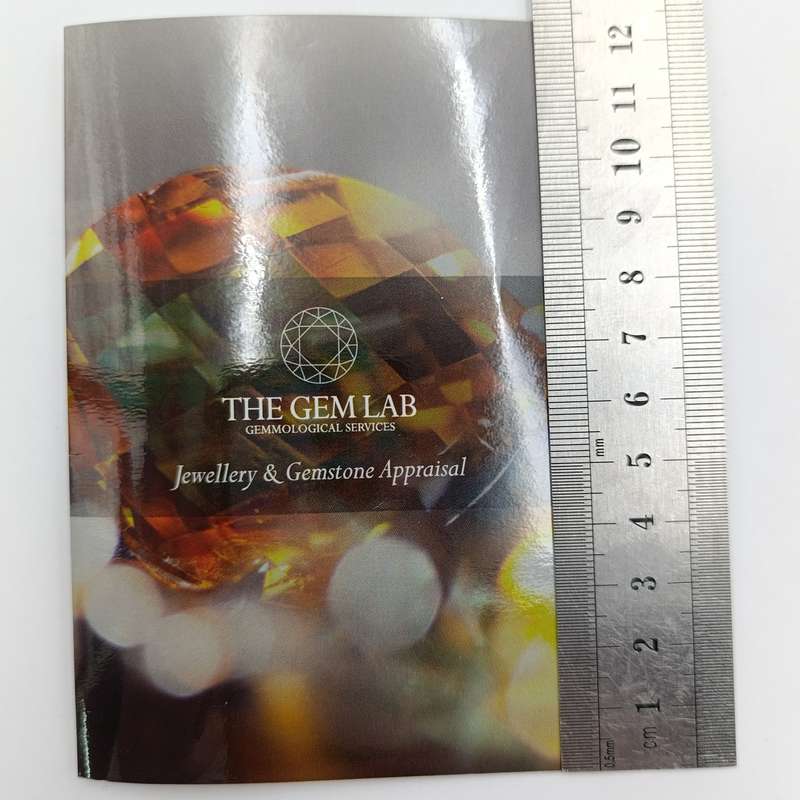 THE GEM LAB
GEMMOLOGICAL SERVICES
Jewellery & Gemstone Appraisal
12
11
10
9
8
7
6
mm
5
4
3
2
1
cm
0.5mm